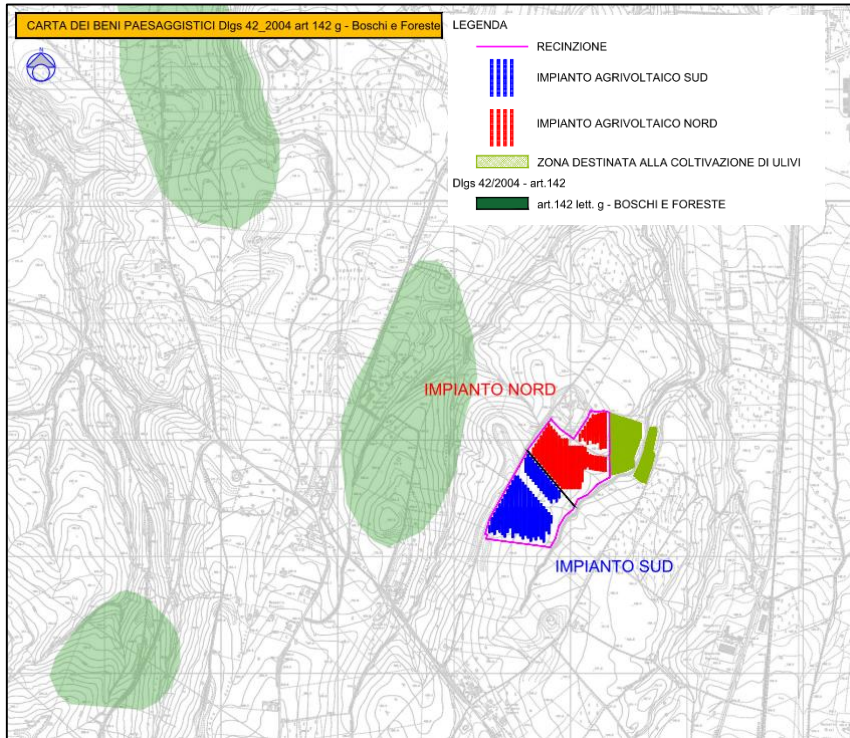 CARTA DEI BENI PAESAGGISTICI Dlgs 42_2004 art 142 g - Boschi e Foreste
N
LEGENDA
RECINZIONE
IMPIANTO AGRIVOLTAICO SUD
IMPIANTO AGRIVOLTAICO NORD
ZONA DESTINATA ALLA COLTIVAZIONE DI ULIVI
Dlgs 42/2004 - art.142
art.142 lett. g - BOSCHI E FORESTE
IMPIANTO NORD
IMPIANTO SUD